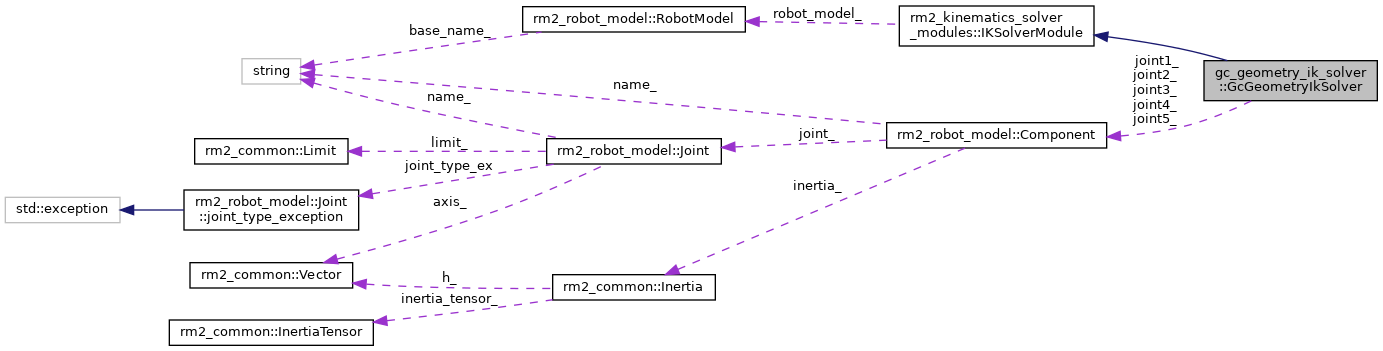 rm2_robot_model::RobotModel
robot_model_
rm2_kinematics_solver
_modules::IKSolverModule
base_name_
string
name_
gc_geometry_ik_solver
::GcGeometryIkSolver
joint1_
joint2_
joint3_
joint4_
joint5_
name_
rm2_robot_model::Component
joint_
rm2_robot_model::Joint
limit_
rm2_common::Limit
joint_type_ex
inertia_
rm2_robot_model::Joint
::joint_type_exception
std::exception
axis_
rm2_common::Vector
h_
rm2_common::Inertia
inertia_tensor_
rm2_common::InertiaTensor